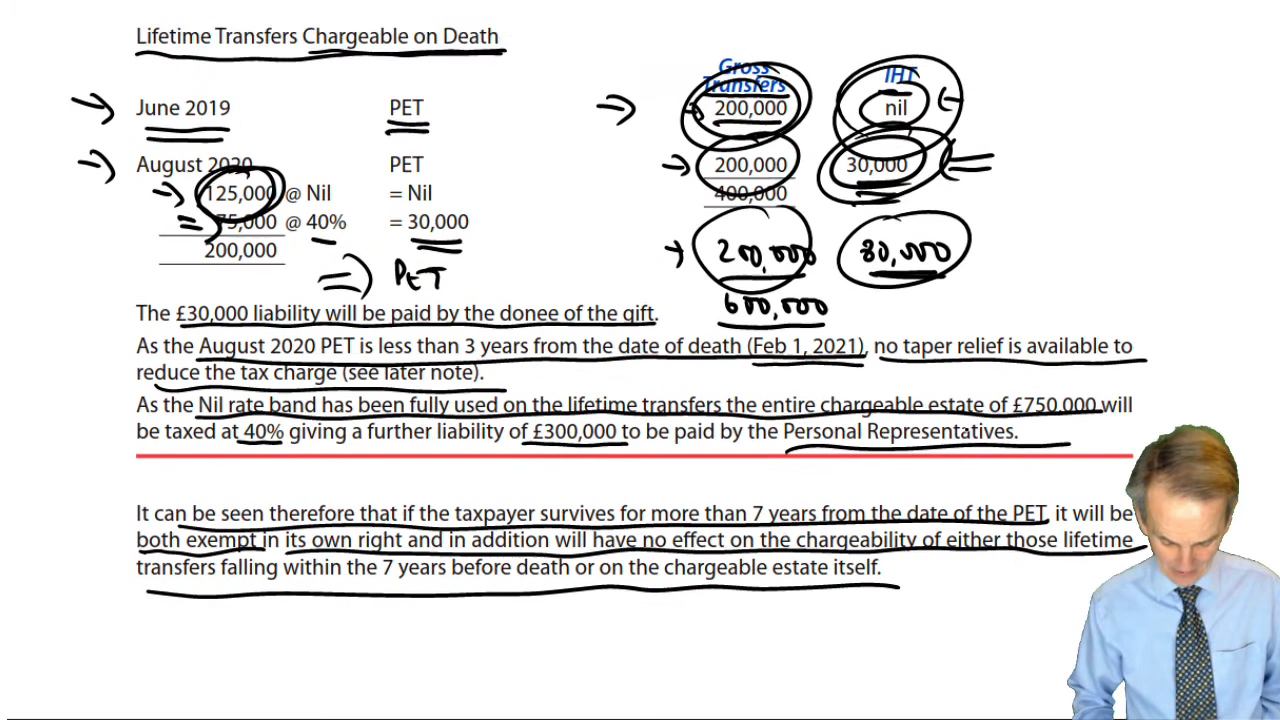 Lifetime Transfers Chargeable on Death
Gross Transfers IHT
June 2019 PET 200,000 nil
August 2020 PET 200,000 30,000
125,000 @ Nil = Nil 400,000
75,000 @ 40% = 30,000
200,000 200,000 80,000
PET
600,000
The £30,000 liability will be paid by the donee of the gift.
As the August 2020 PET is less than 3 years from the date of death (Feb 1, 2021), no taper relief is available to
reduce the tax charge (see later note).
As the Nil rate band has been fully used on the lifetime transfers the entire chargeable estate of £750,000 will
be taxed at 40% giving a further liability of £300,000 to be paid by the Personal Representatives.
It can be seen therefore that if the taxpayer survives for more than 7 years from the date of the PET, it will be
both exempt in its own right and in addition will have no effect on the chargeability of either those lifetime
transfers falling within the 7 years before death or on the chargeable estate itself.